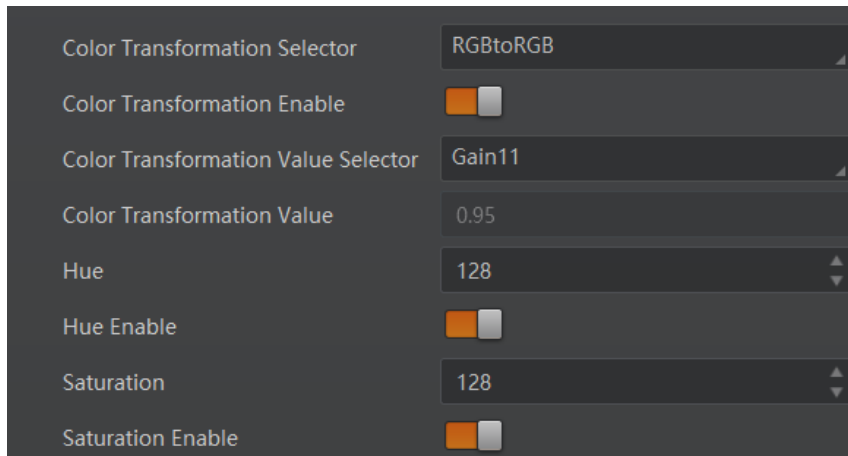 Color Transformation Selector RGBtoRGB
Color Transformation Enable
Color Transformation Value Selector Gain11
Color Transformation Value 0.95
Hue 128
Hue Enable
Saturation 128
Saturation Enable